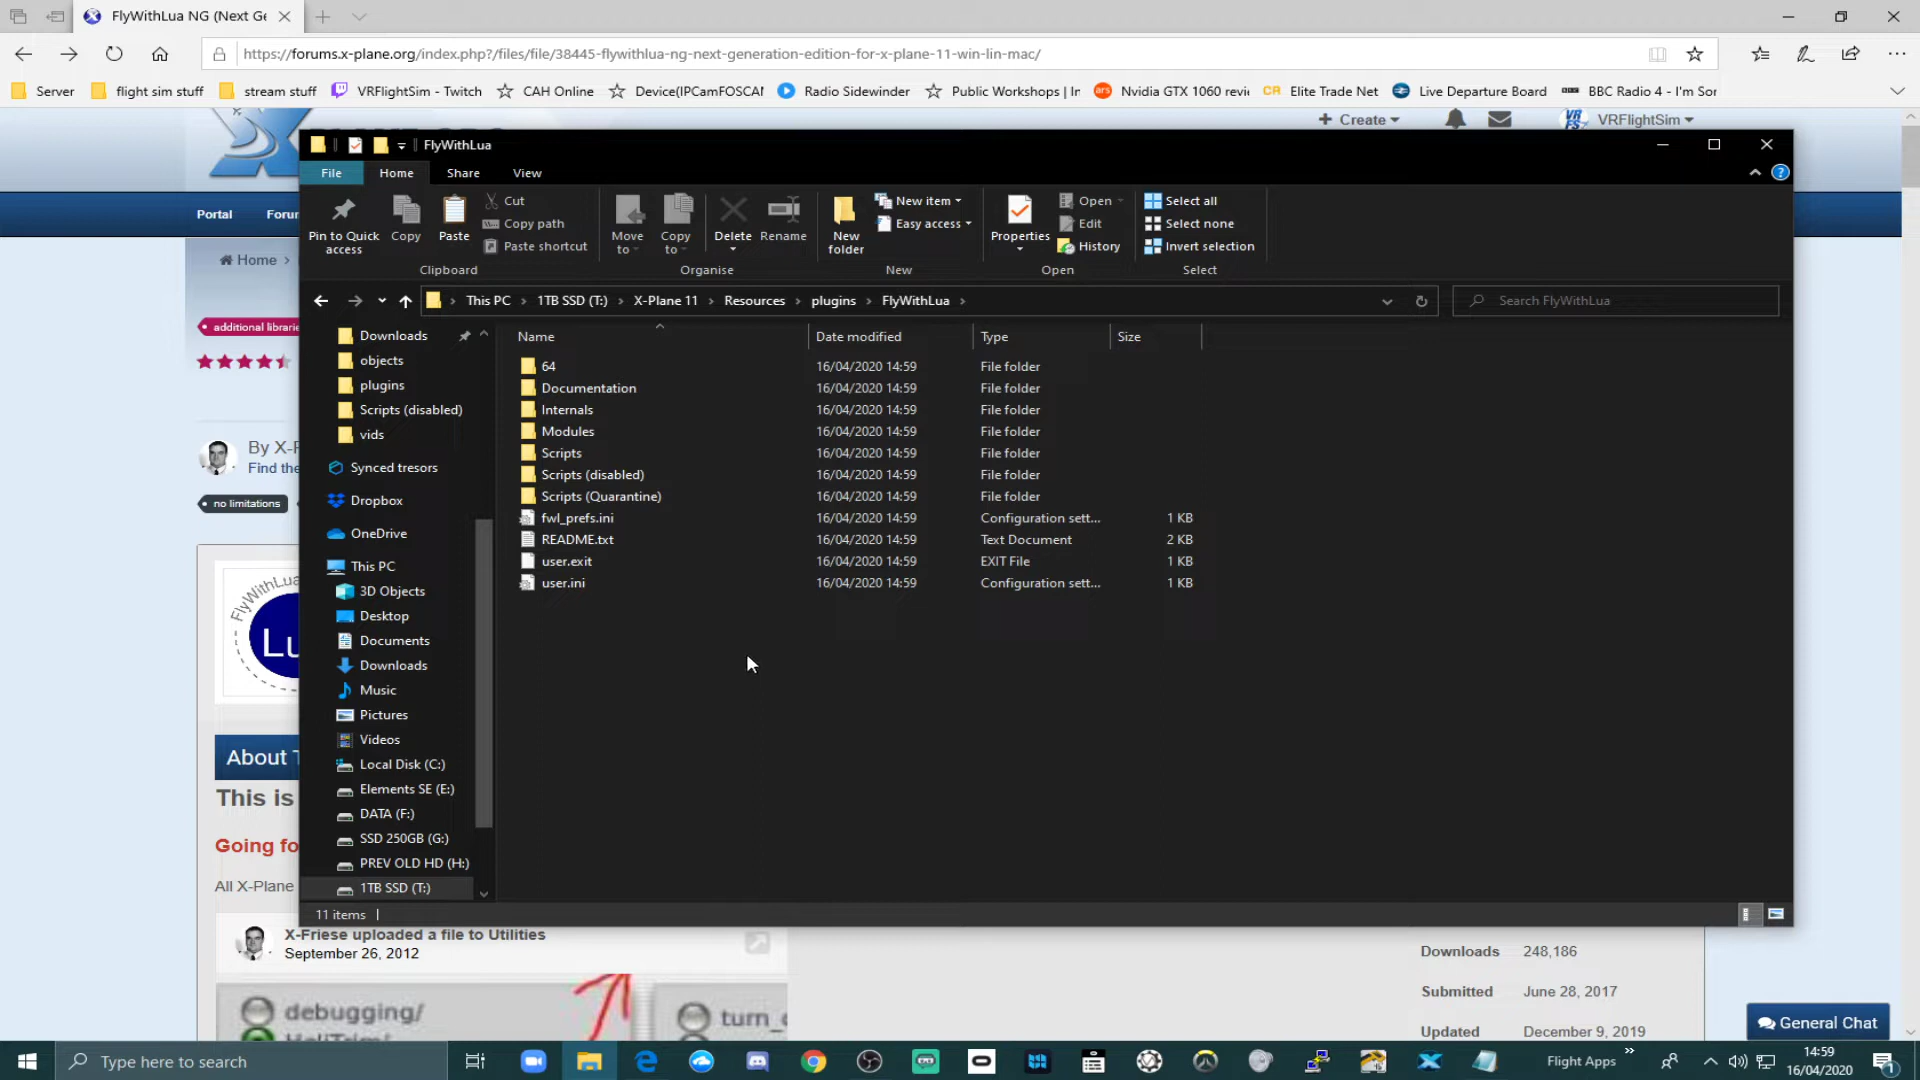 FlyWithLua NG (Next Ge
https://forums.x-plane.org/index.php?/files/file/38445-flywithlua-ng-next-generation-edition-for-x-plane-11-win-lin-mac/
Server
flight sim stuff
stream stuff
VRFlightSim - Twitch
CAH Online
Device(IPCamFOSCAM
Radio Sidewinder
Public Workshops | In
Nvidia GTX 1060 revie
Elite Trade Net
Live Departure Board
BBC Radio 4 - I'm Sor
Create
VRFlightSim
Portal
Forum
Home
additional librarie
By X-F
Find the
no limitations
FlyWithLua
File
Home
Share
View
Pin to Quick access
Copy
Paste
Cut
Copy path
Paste shortcut
Clipboard
Move to
Copy to
Delete
Rename
Organise
New folder
New item
Easy access
New
Properties
Open
Edit
History
Open
Select all
Select none
Invert selection
Select
This PC
1TB SSD (T:)
X-Plane 11
Resources
plugins
FlyWithLua
Search FlyWithLua
Downloads
objects
plugins
Scripts (disabled)
vids
Synced tresors
Dropbox
OneDrive
This PC
3D Objects
Desktop
Documents
Downloads
Music
Pictures
Videos
Local Disk (C:)
Elements SE (E:)
DATA (F:)
SSD 250GB (G:)
PREV OLD HD (H:)
1TB SSD (T:)
Name Date modified Type Size
64 16/04/2020 14:59 File folder
Documentation 16/04/2020 14:59 File folder
Internals 16/04/2020 14:59 File folder
Modules 16/04/2020 14:59 File folder
Scripts 16/04/2020 14:59 File folder
Scripts (disabled) 16/04/2020 14:59 File folder
Scripts (Quarantine) 16/04/2020 14:59 File folder
fwl_prefs.ini 16/04/2020 14:59 Configuration sett... 1 KB
README.txt 16/04/2020 14:59 Text Document 2 KB
user.exit 16/04/2020 14:59 EXIT File 1 KB
user.ini 16/04/2020 14:59 Configuration sett... 1 KB
11 items
FlyWithLua
Lu
About T
This is
Going fo
All X-Plane
X-Friese uploaded a file to Utilities
September 26, 2012
debugging/
HeliTrim/
turn_
Downloads 248,186
Submitted June 28, 2017
Updated December 9, 2019
General Chat
Type here to search
Flight Apps
14:59
16/04/2020
1